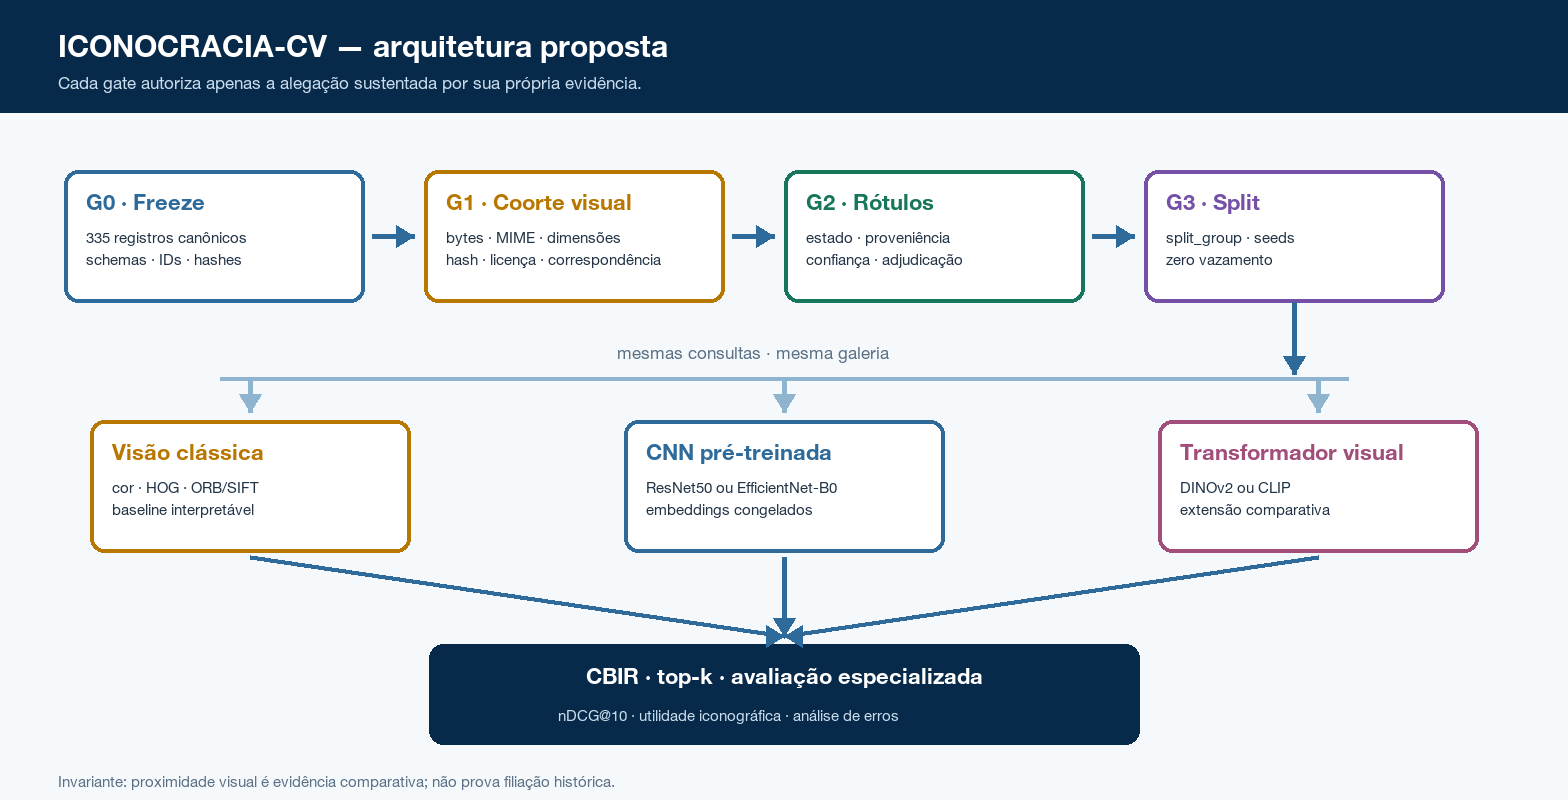 ICONOCRACIA-CV — arquitetura proposta
Cada gate autoriza apenas a alegação sustentada por sua própria evidência.
G0 · Freeze
335 registros canônicos
schemas · IDs · hashes
G1 · Coorte visual
bytes · MIME · dimensões
hash · licença · correspondência
G2 · Rótulos
estado · proveniência
confiança · adjudicação
G3 · Split
split_group · seeds
zero vazamento
mesmas consultas · mesma galeria
Visão clássica
cor · HOG · ORB/SIFT
baseline interpretável
CNN pré-treinada
ResNet50 ou EfficientNet-B0
embeddings congelados
Transformador visual
DINOv2 ou CLIP
extensão comparativa
CBIR · top-k · avaliação especializada
nDCG@10 · utilidade iconográfica · análise de erros
Invariante: proximidade visual é evidência comparativa; não prova filiação histórica.